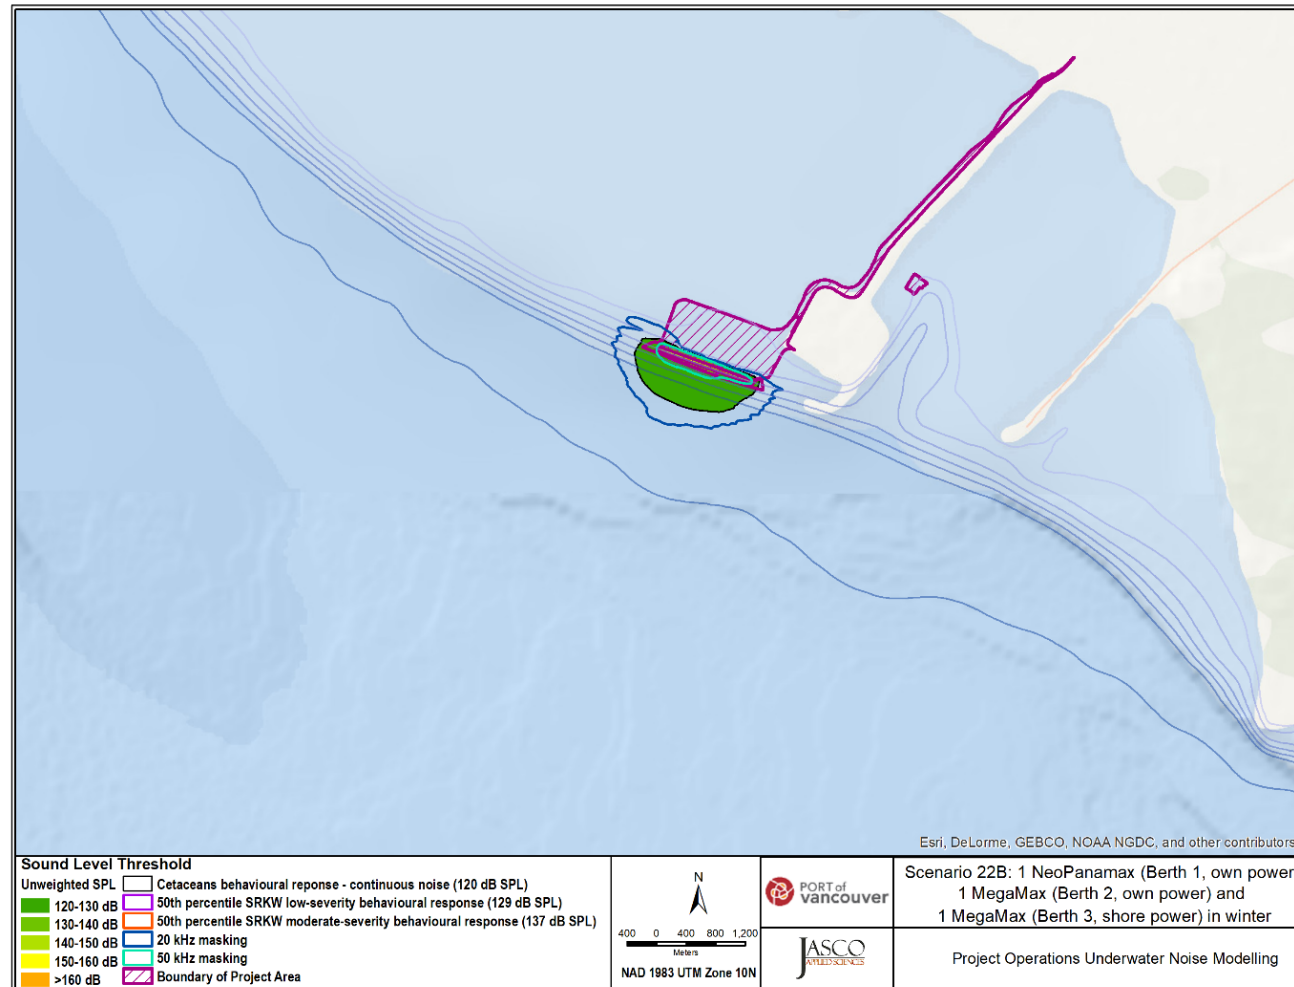 Esri, DeLorme, GEBCO, NOAA NGDC, and other contributors
Sound Level Threshold
Unweighted SPL
120-130 dB
130-140 dB
140-150 dB
150-160 dB
>160 dB
Cetaceans behavioural reponse - continuous noise (120 dB SPL)
50th percentile SRKW low-severity behavioural response (129 dB SPL)
50th percentile SRKW moderate-severity behavioural response (137 dB SPL)
20 kHz masking
50 kHz masking
Boundary of Project Area
N
400 0 400 800 1,200
Meters
NAD 1983 UTM Zone 10N
PORT of
vancouver
JASCO
APPLIED SCIENCES
Scenario 22B: 1 NeoPanamax (Berth 1, own power
1 MegaMax (Berth 2, own power) and
1 MegaMax (Berth 3, shore power) in winter
Project Operations Underwater Noise Modelling